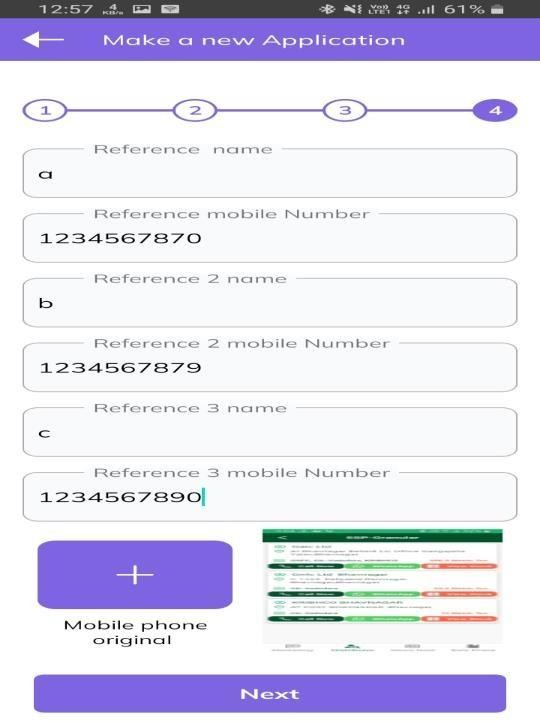 12:57 4 KB/s Vo)) LTE1 4G 61%
Make a new Application
1 2 3 4
Reference name
a
Reference mobile Number
1234567870
Reference 2 name
b
Reference 2 mobile Number
1234567879
Reference 3 name
c
Reference 3 mobile Number
1234567890
Mobile phone
original
Next